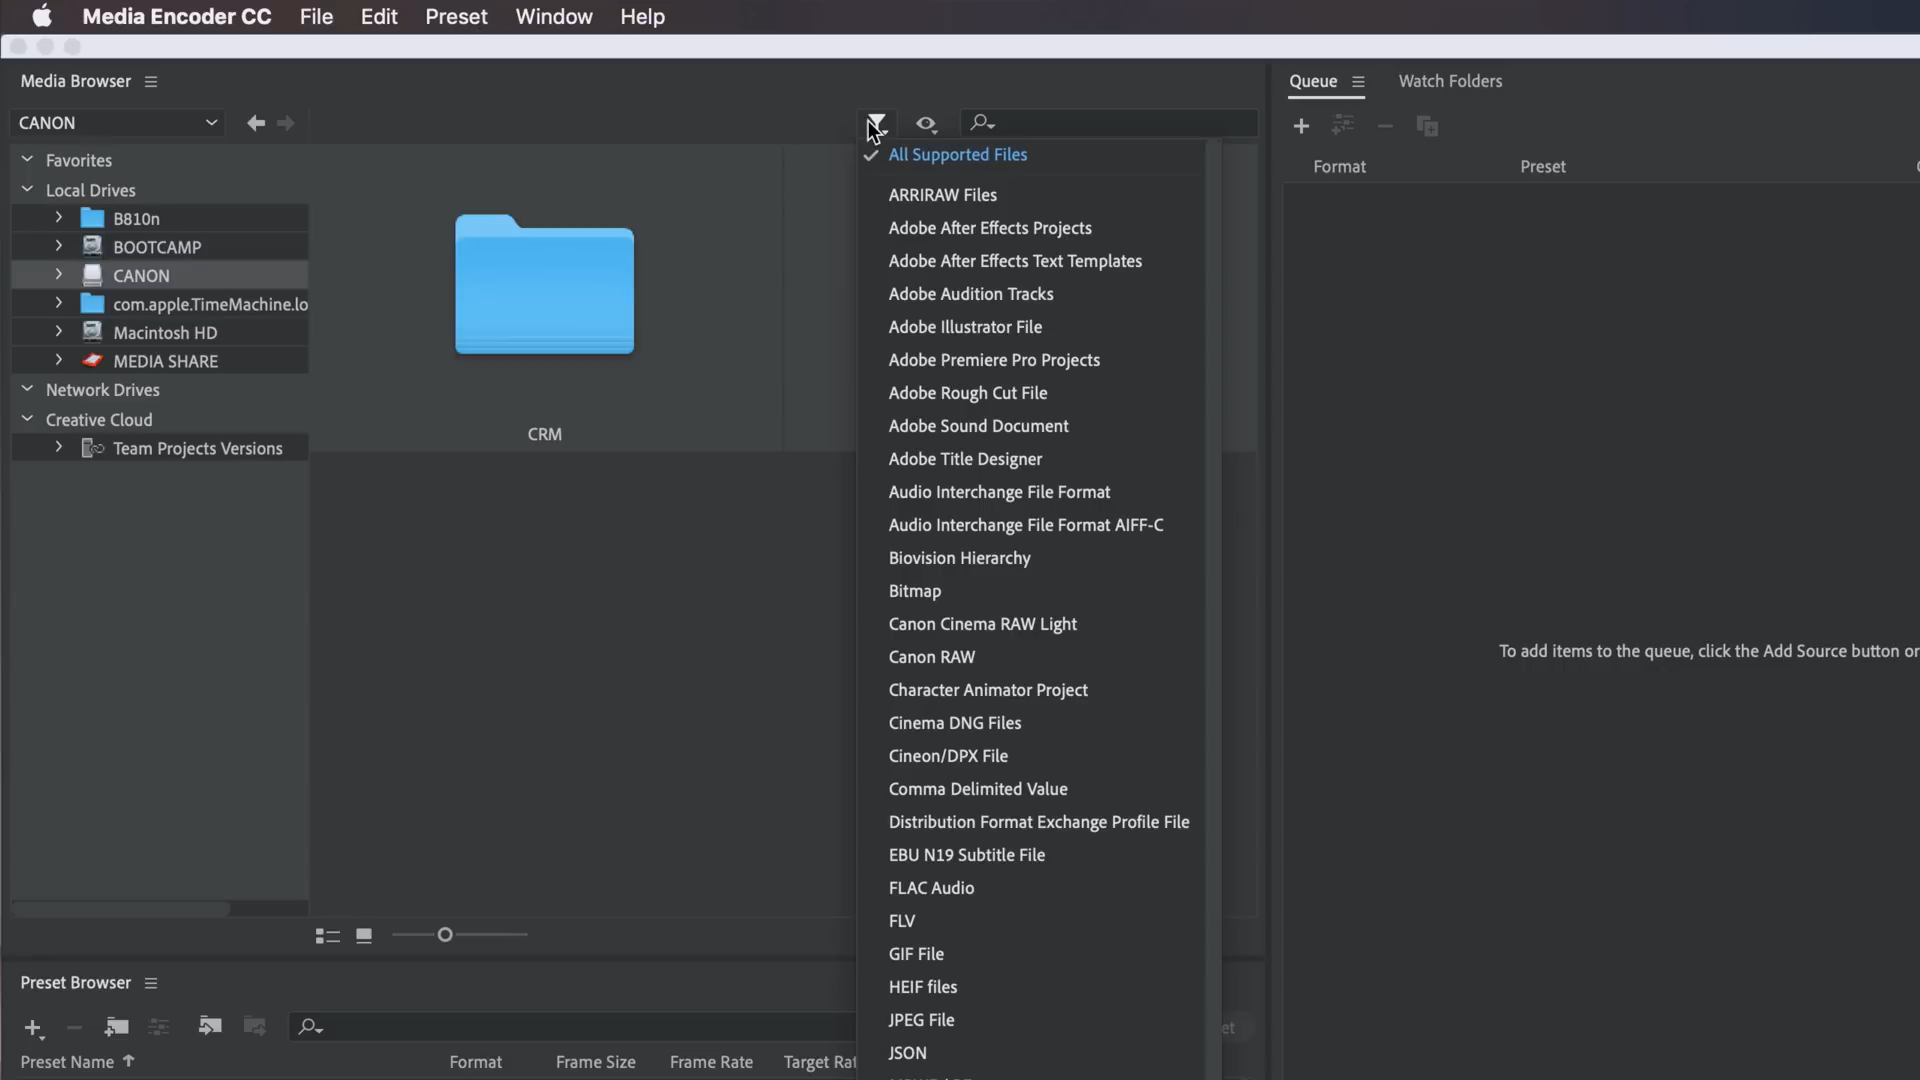 Media Encoder CC File Edit Preset Window Help
Media Browser
CANON
Favorites
Local Drives
B810n
BOOTCAMP
CANON
com.apple.TimeMachine.lo
Macintosh HD
MEDIA SHARE
Network Drives
Creative Cloud
Team Projects Versions
CRM
All Supported Files
ARRIRAW Files
Adobe After Effects Projects
Adobe After Effects Text Templates
Adobe Audition Tracks
Adobe Illustrator File
Adobe Premiere Pro Projects
Adobe Rough Cut File
Adobe Sound Document
Adobe Title Designer
Audio Interchange File Format
Audio Interchange File Format AIFF-C
Biovision Hierarchy
Bitmap
Canon Cinema RAW Light
Canon RAW
Character Animator Project
Cinema DNG Files
Cineon/DPX File
Comma Delimited Value
Distribution Format Exchange Profile File
EBU N19 Subtitle File
FLAC Audio
FLV
GIF File
HEIF files
JPEG File
JSON
Queue Watch Folders
Format Preset
To add items to the queue, click the Add Source button or
Preset Browser
et
Preset Name Format Frame Size Frame Rate Target Rat